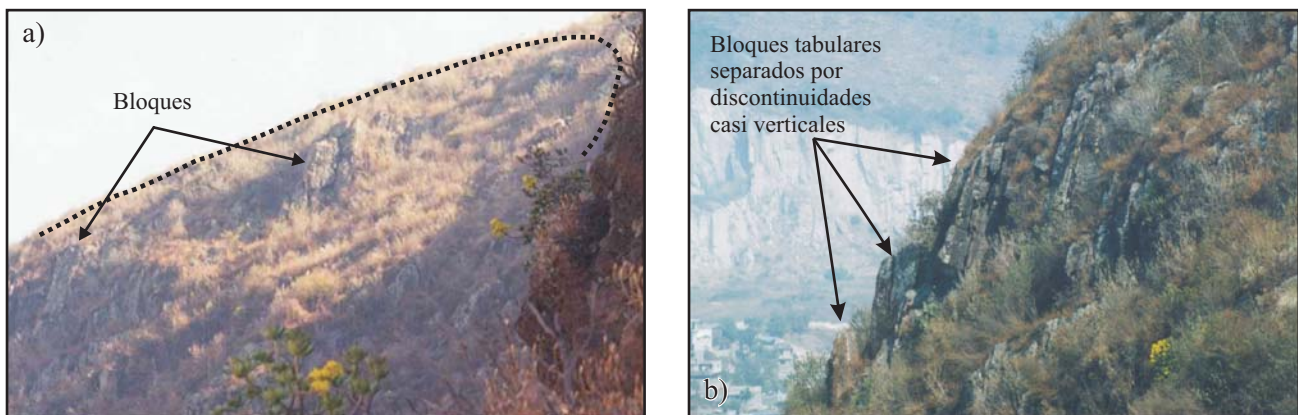 a)
Bloques
Bloques tabulares
separados por
discontinuidades
casi verticales
b)